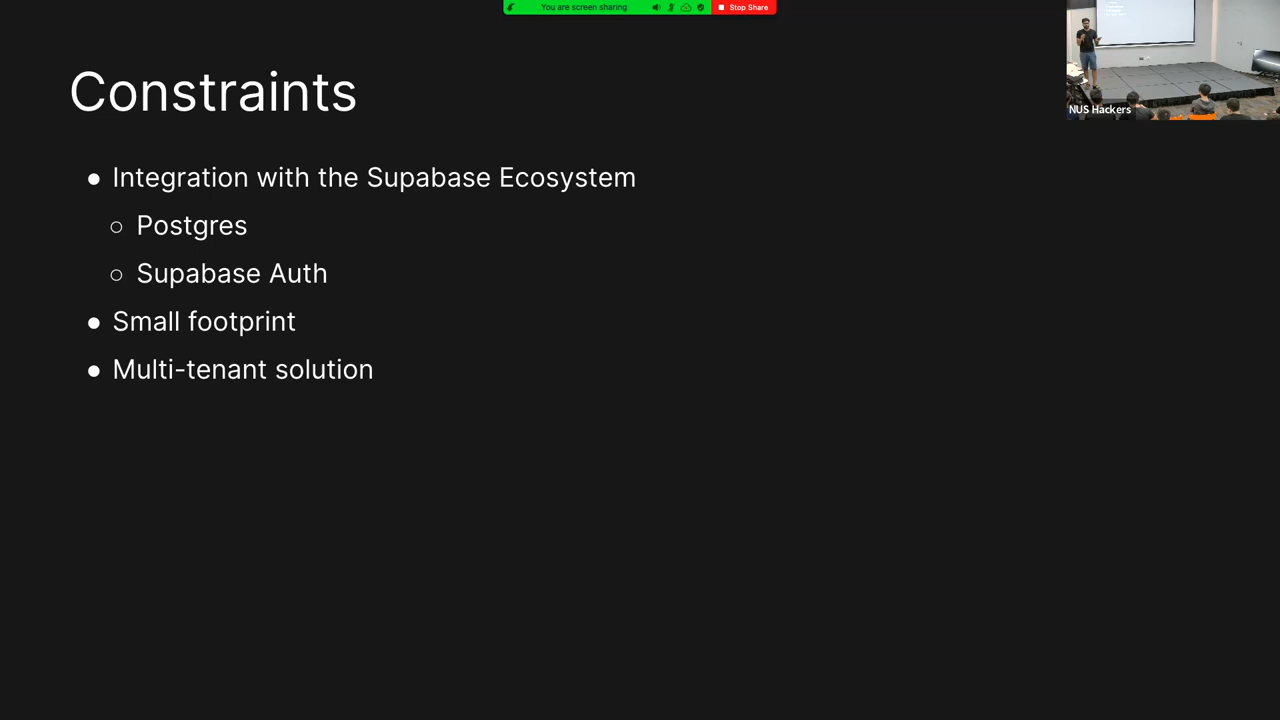 You are screen sharing
Stop Share
NUS Hackers
Constraints
● Integration with the Supabase Ecosystem
○ Postgres
○ Supabase Auth
● Small footprint
● Multi-tenant solution